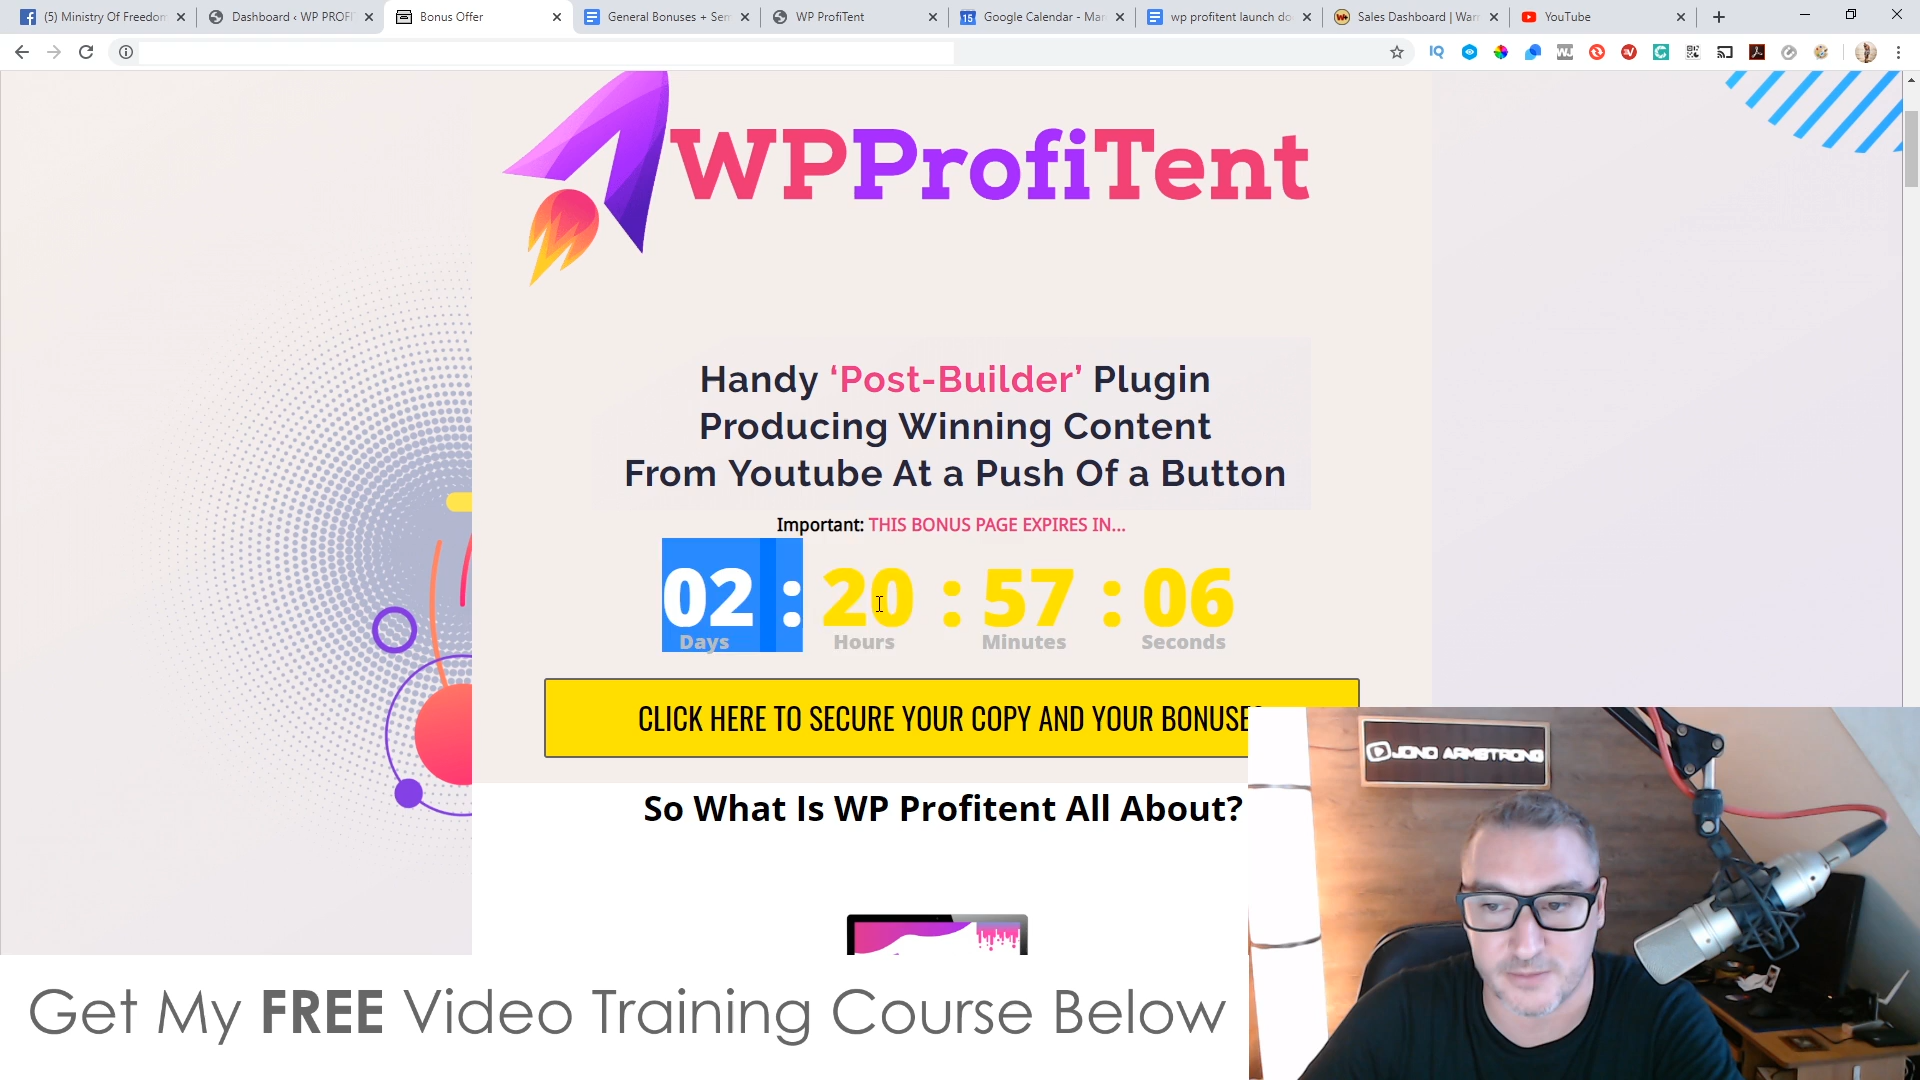 (5) Ministry Of Freedom
Dashboard ‹ WP PROFI
Bonus Offer
General Bonuses + Sem
WP ProfiTent
Google Calendar - Mar
wp profitent launch do
Sales Dashboard | Warr
YouTube
WPProfiTent
Handy ‘Post-Builder’ Plugin
Producing Winning Content
From Youtube At a Push Of a Button
Important: THIS BONUS PAGE EXPIRES IN...
02 : 20 : 57 : 06
Days Hours Minutes Seconds
CLICK HERE TO SECURE YOUR COPY AND YOUR BONUSE
JONO ARMSTRONG
So What Is WP Profitent All About?
Get My FREE Video Training Course Below